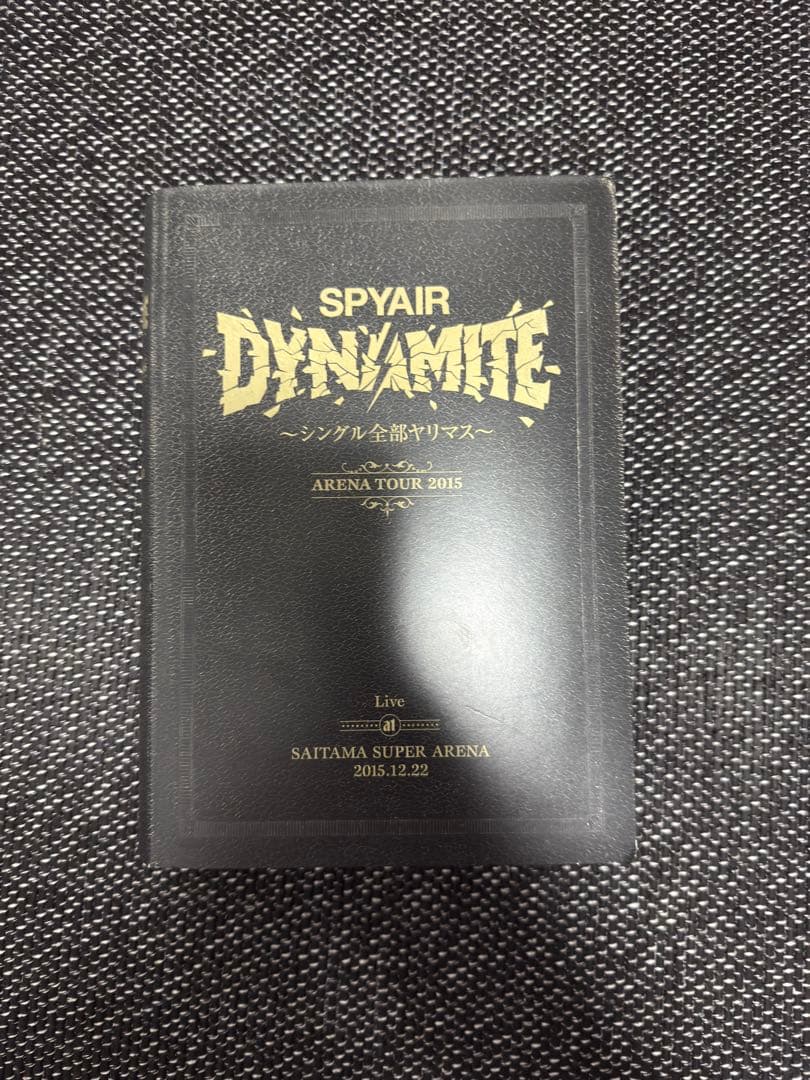 SPYAIR
DYNAMITE
～シングル全部ヤリマス～
ARENA TOUR 2015
Live
at
SAITAMA SUPER ARENA
2015.12.22